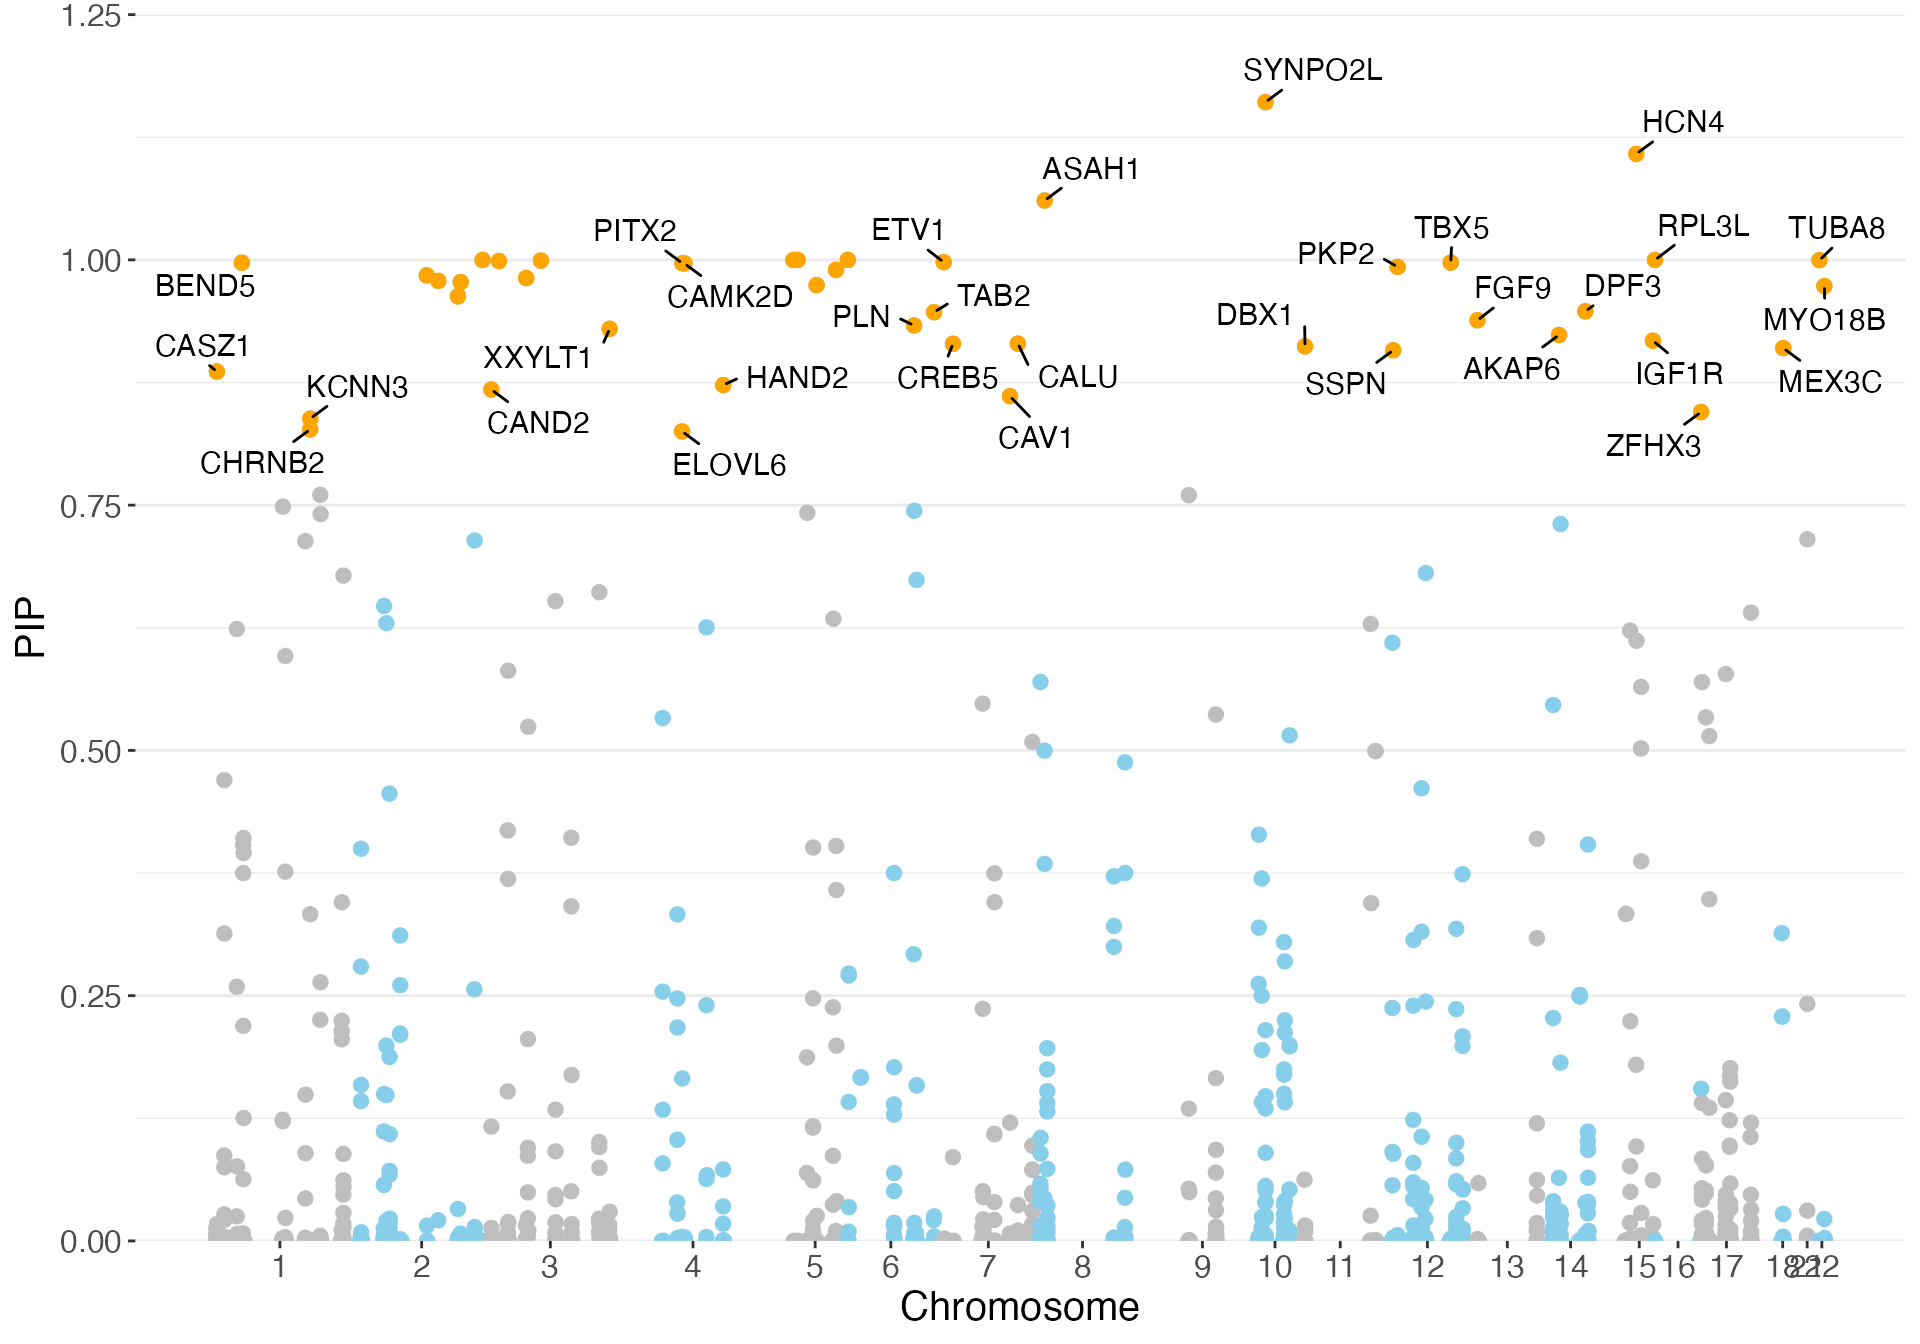 1.25
SYNPO2L
HCN4
ASAH1
PITX2
ETV1
TBX5
RPL3L
TUBA8
PKP2
1.00
BEND5
CAMK2D
TAB2
FGF9
DPF3
PLN
DBX1
MYO18B
CASZ1
XXYLT1
KCNN3
HAND2
CREB5
CALU
SSPN
AKAP6
IGF1R
MEX3C
CAND2
CAV1
ZFHX3
CHRNB2
ELOVL6
0.75
PIP
0.50
0.25
0.00
1 2 3 4 5 6 7 8 9 10 11 12 13 14 15 16 17 18 22
Chromosome